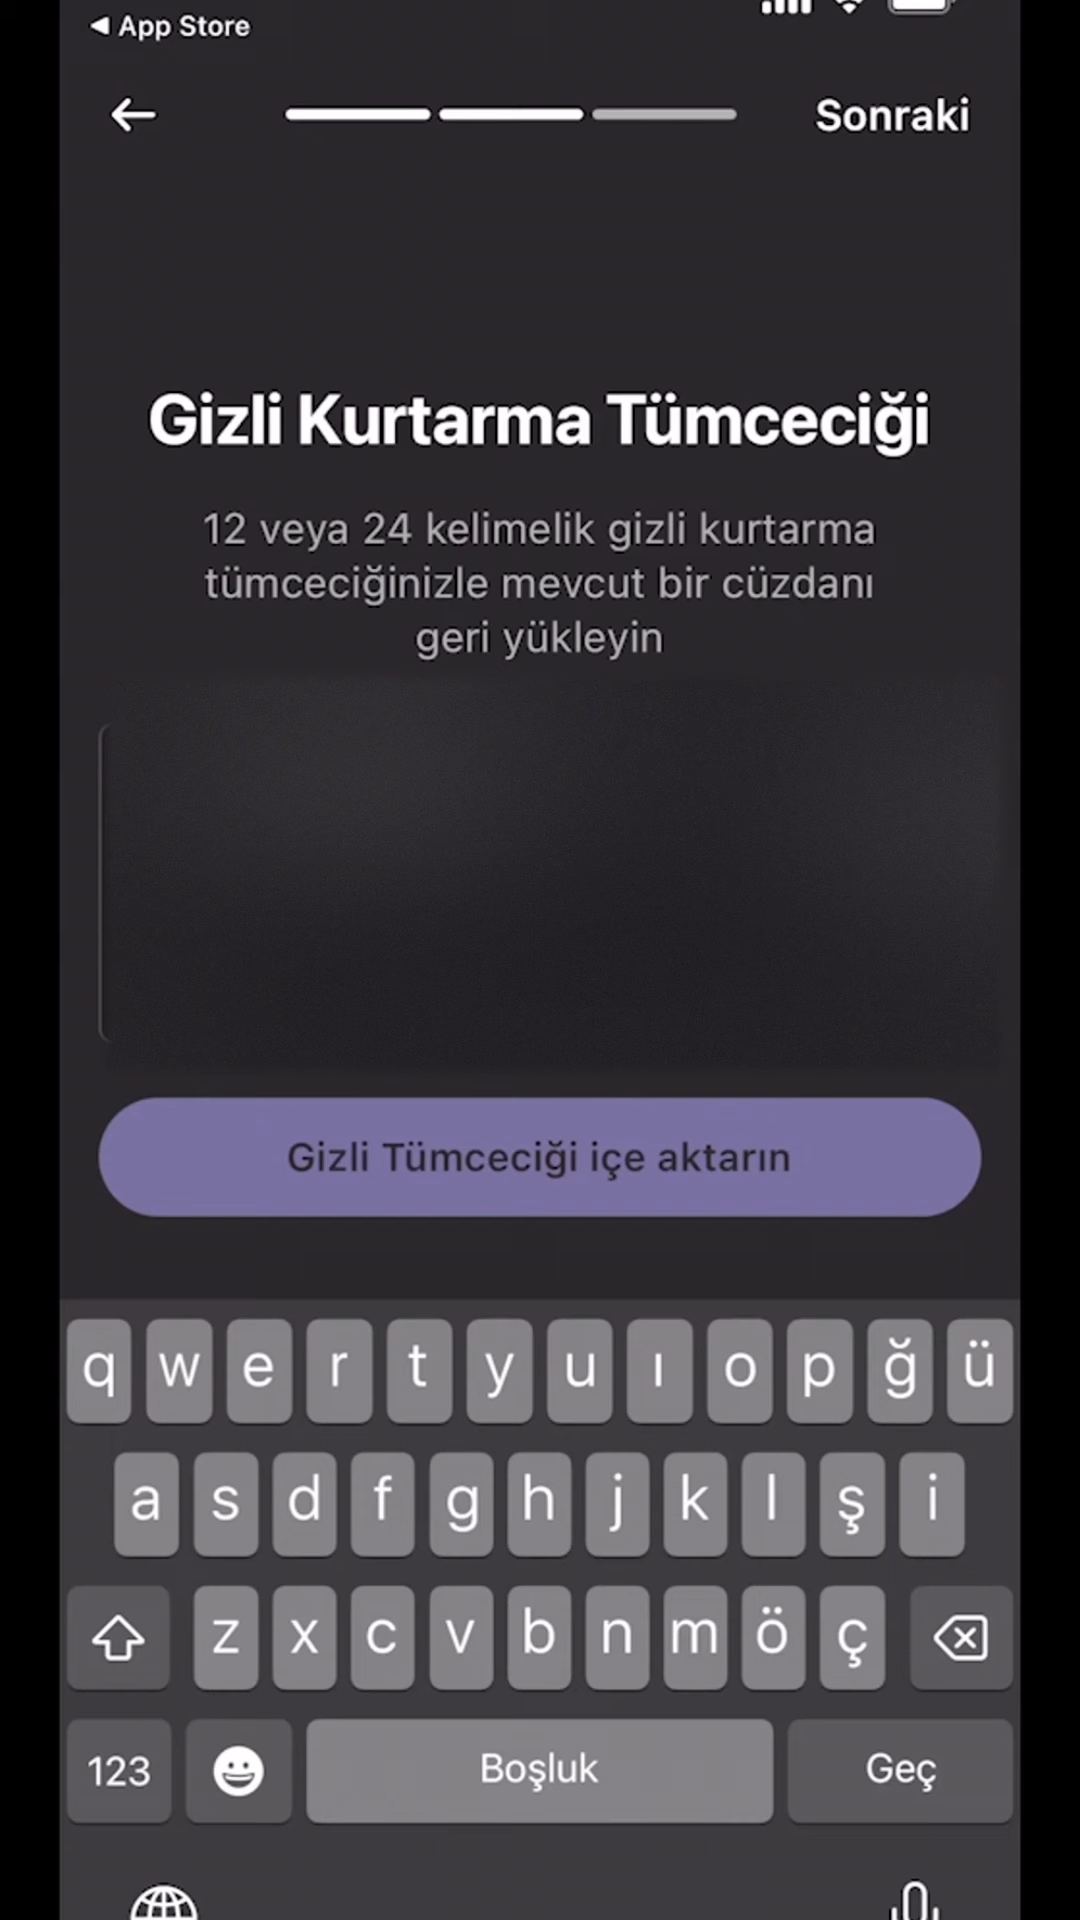 ◀ App Store
Sonraki
Gizli Kurtarma Tümceciği
12 veya 24 kelimelik gizli kurtarma
tümceciğinizle mevcut bir cüzdanı
geri yükleyin
Gizli Tümceciği içe aktarın
q w e r t y u ı o p ğ ü
a s d f g h j k l ş i
z x c v b n m ö ç
123 Boşluk Geç